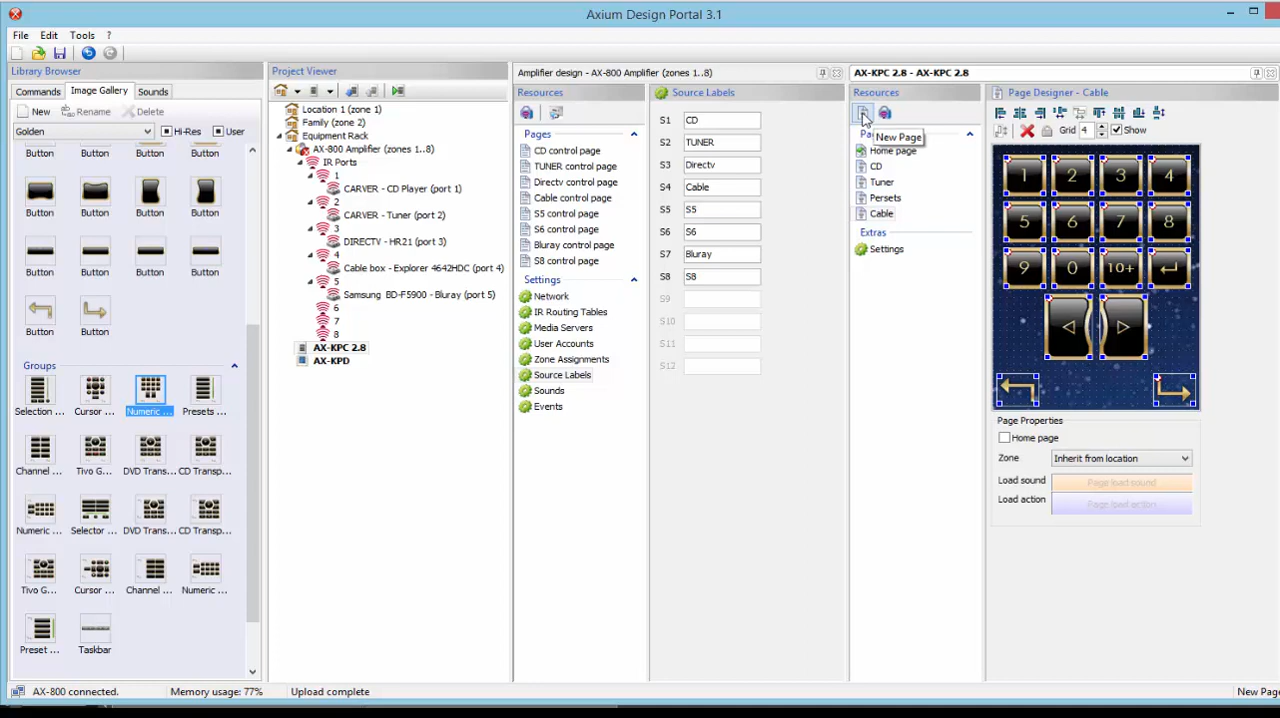 Axium Design Portal 3.1
File Edit Tools ?
Library Browser
Commands Image Gallery Sounds
New Rename Delete
Golden Hi-Res User
Button Button Button Button
Button Button Button Button
Button Button Button Button
Button Button
Groups
Selection ... Cursor ... Numeric ... Presets ...
Channel ... Tivo G... DVD Trans... CD Transp...
Numeric ... Selector ... DVD Trans... CD Transp...
Tivo G... Cursor ... Channel ... Numeric ...
Preset ... Taskbar
Project Viewer
Location 1 (zone 1)
Family (zone 2)
Equipment Rack
AX-800 Amplifier (zones 1..8)
IR Ports
1
CARVER - CD Player (port 1)
2
CARVER - Tuner (port 2)
3
DIRECTV - HR21 (port 3)
4
Cable box - Explorer 4642HDC (port 4)
5
Samsung BD-F5900 - Bluray (port 5)
6
7
8
AX-KPC 2.8
AX-KPD
Amplifier design - AX-800 Amplifier (zones 1..8)
Resources
Pages
CD control page
TUNER control page
Directv control page
Cable control page
S5 control page
S6 control page
Bluray control page
S8 control page
Settings
Network
IR Routing Tables
Media Servers
User Accounts
Zone Assignments
Source Labels
Sounds
Events
Source Labels
S1 CD
S2 TUNER
S3 Directv
S4 Cable
S5 S5
S6 S6
S7 Bluray
S8 S8
S9
S10
S11
S12
AX-KPC 2.8 - AX-KPC 2.8
Resources
New Page
Pa
Home page
CD
Tuner
Persets
Cable
Extras
Settings
Page Designer - Cable
Grid 4 Show
1 2 3 4
5 6 7 8
9 0 10+
Page Properties
Home page
Zone Inherit from location
Load sound Page load sound
Load action Page load action
AX-800 connected. Memory usage: 77% Upload complete New Page